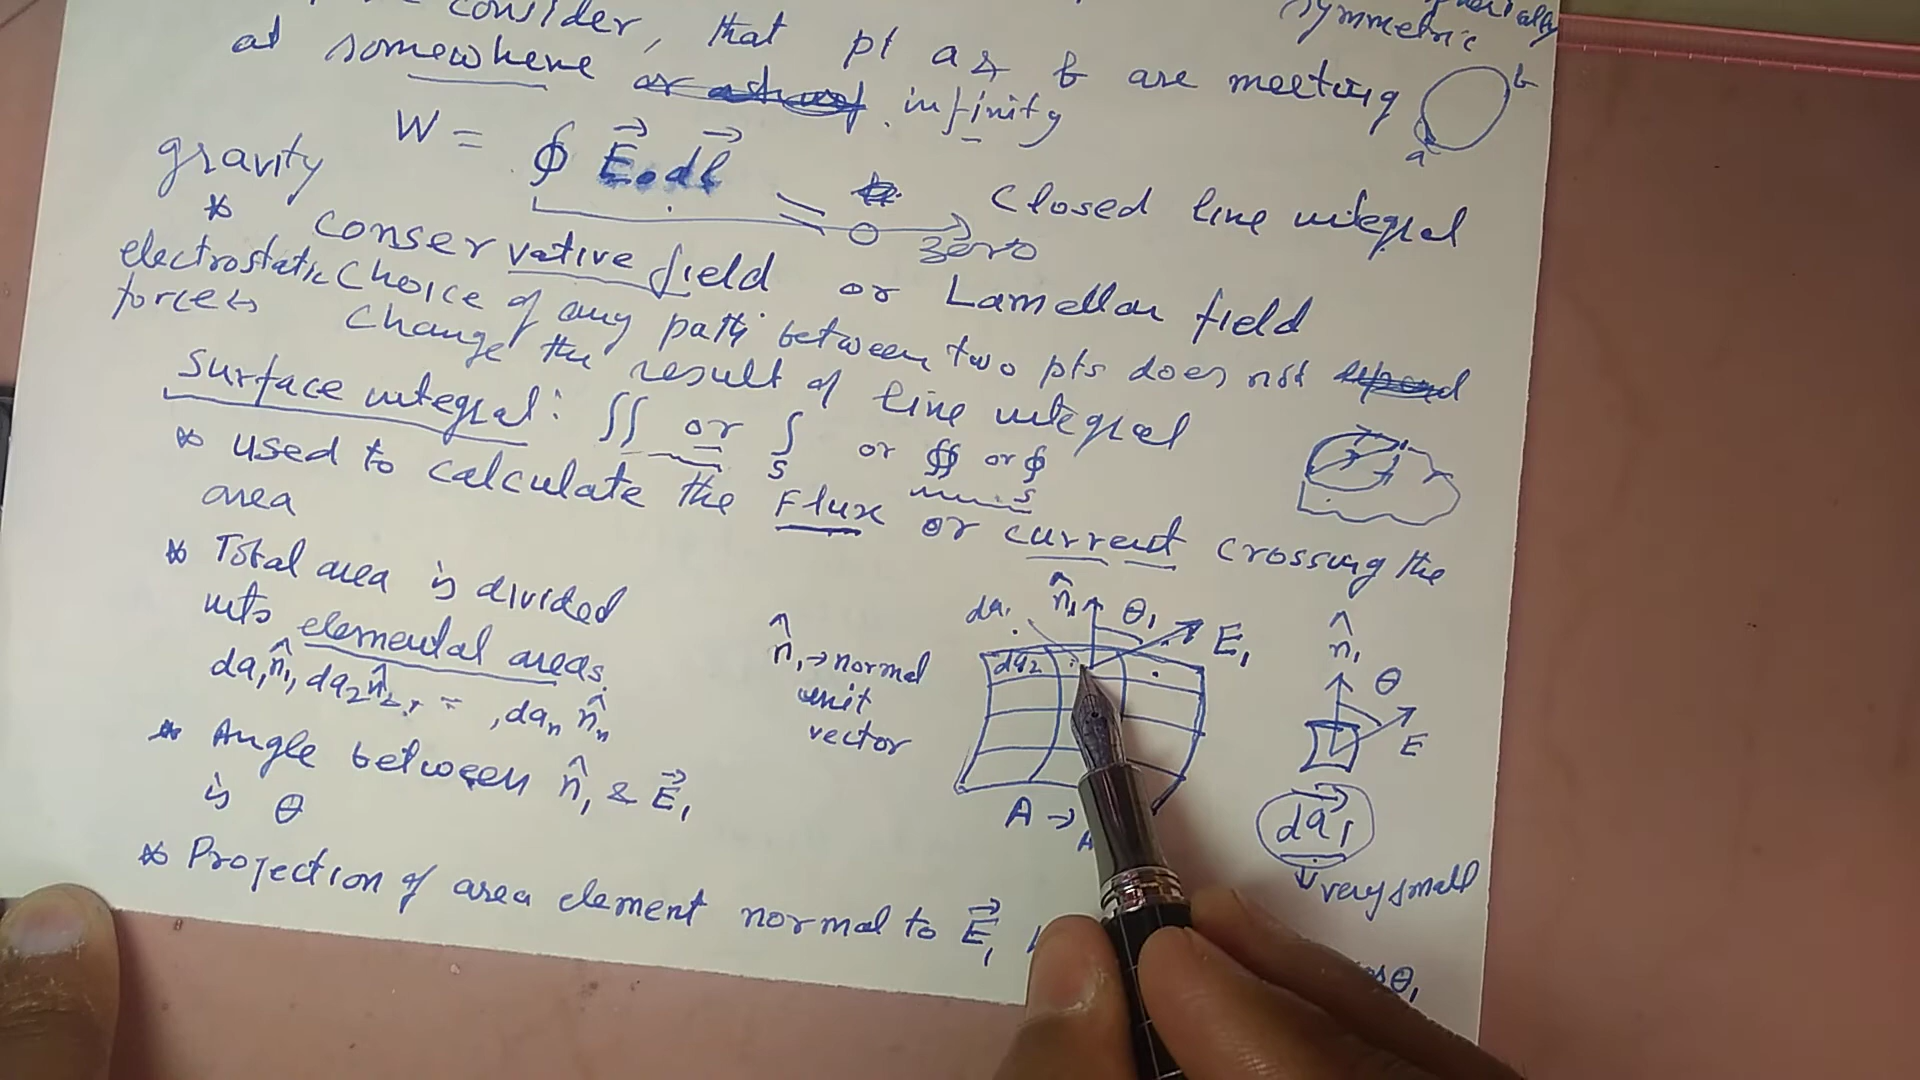 consider, that pt a & b are meeting
symmetric
at somewhere infinity
b
a
W = ∮ E⃗.dl⃗ = 0 Closed line integral
zero
gravity
* Conservative field or Lamellar field
electrostatic
forces
Choice of any path between two pts does not
change the result of line integral
Surface integral: ∬ or ∫s or ∯ or ∮s
* used to calculate the Flux or current crossing the
area
* Total area is divided
into elemental areas.
da₁n̂₁, da₂n̂₂, - - , daₙ n̂ₙ
* Angle between n̂₁ & E⃗₁
is θ
* Projection of area element normal to E⃗₁
θ₁
n̂₁ → normal
unit
vector
da₁
n̂₁
θ₁
E₁
da₂
A →
n̂₁
θ
E
da⃗₁
very small